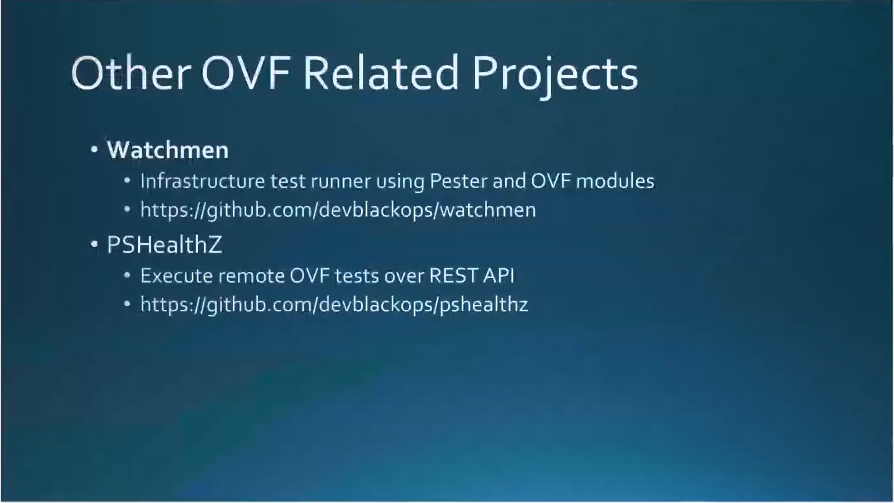 Other OVF Related Projects
• Watchmen
• Infrastructure test runner using Pester and OVF modules
• https://github.com/devblackops/watchmen
• PSHealthZ
• Execute remote OVF tests over REST API
• https://github.com/devblackops/pshealthz